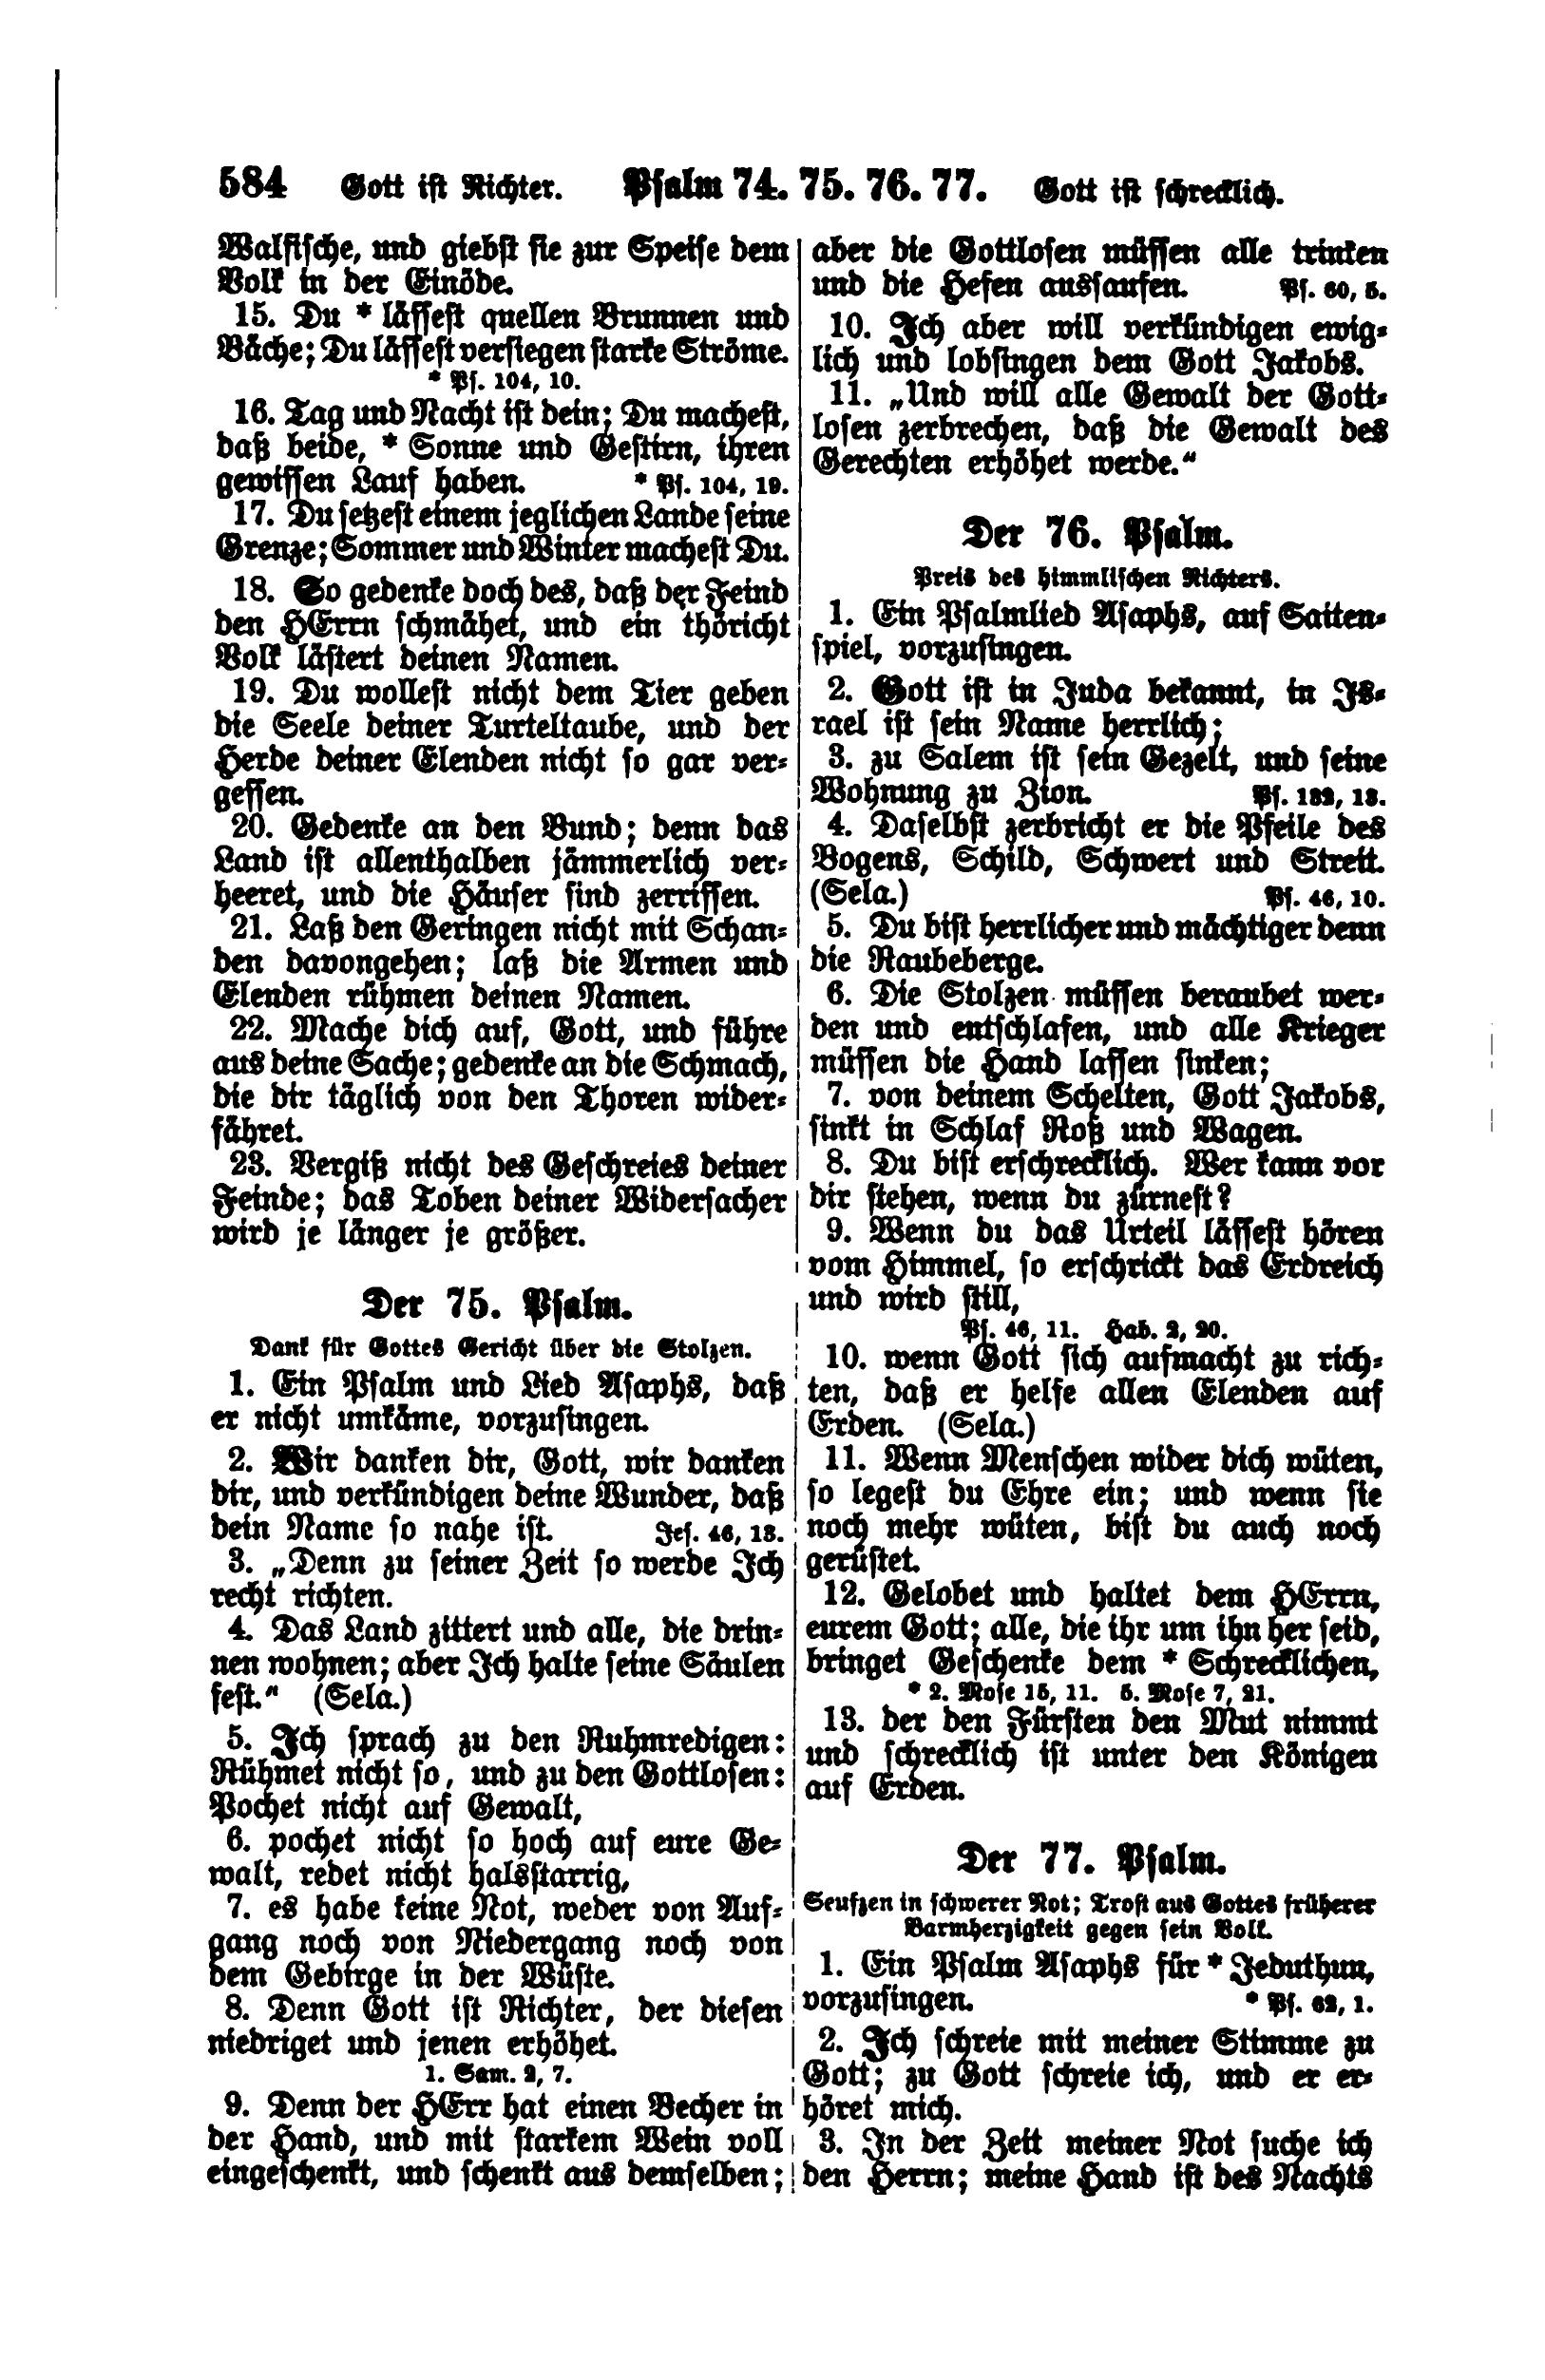 584 Gott ist Richter. Psalm 74. 75. 76. 77. Gott ist schrecklich.
Walfische, und giebst sie zur Speise dem
Volk in der Einöde.
15. Du * lässest quellen Brunnen und
Bäche; Du lässest versiegen starke Ströme.
* Ps. 104, 10.
16. Tag und Nacht ist dein; Du machest,
daß beide, * Sonne und Gestirn, ihren
gewissen Lauf haben. * Ps. 104, 19.
17. Du setzest einem jeglichen Lande seine
Grenze; Sommer und Winter machest Du.
18. So gedenke doch des, daß der Feind
den HErrn schmähet, und ein thöricht
Volk lästert deinen Namen.
19. Du wollest nicht dem Tier geben
die Seele deiner Turteltaube, und der
Herde deiner Elenden nicht so gar ver-
gessen.
20. Gedenke an den Bund; denn das
Land ist allenthalben jämmerlich ver-
heeret, und die Häuser sind zerrissen.
21. Laß den Geringen nicht mit Schan-
den davongehen; laß die Armen und
Elenden rühmen deinen Namen.
22. Mache dich auf, Gott, und führe
aus deine Sache; gedenke an die Schmach,
die dir täglich von den Thoren wider-
fähret.
23. Vergiß nicht des Geschreies deiner
Feinde; das Toben deiner Widersacher
wird je länger je größer.
Der 75. Psalm.
Dank für Gottes Gericht über die Stolzen.
1. Ein Psalm und Lied Asaphs, daß
er nicht umkäme, vorzusingen.
2. Wir danken dir, Gott, wir danken
dir, und verkündigen deine Wunder, daß
dein Name so nahe ist. Jes. 46, 13.
3. „Denn zu seiner Zeit so werde Ich
recht richten.
4. Das Land zittert und alle, die drin-
nen wohnen; aber Ich halte seine Säulen
fest.“ (Sela.)
5. Ich sprach zu den Ruhmredigen:
Rühmet nicht so, und zu den Gottlosen:
Pochet nicht auf Gewalt,
6. pochet nicht so hoch auf eure Ge-
walt, redet nicht halsstarrig,
7. es habe keine Not, weder von Auf-
gang noch von Niedergang noch von
dem Gebirge in der Wüste.
8. Denn Gott ist Richter, der diesen
niedriget und jenen erhöhet.
1. Sam. 2, 7.
9. Denn der HErr hat einen Becher in
der Hand, und mit starkem Wein voll
eingeschenkt, und schenkt aus demselben;
aber die Gottlosen müssen alle trinken
und die Hefen aussaufen. Ps. 60, 5.
10. Ich aber will verkündigen ewig-
lich und lobsingen dem Gott Jakobs.
11. „Und will alle Gewalt der Gott-
losen zerbrechen, daß die Gewalt des
Gerechten erhöhet werde.“
Der 76. Psalm.
Preis des himmlischen Richters.
1. Ein Psalmlied Asaphs, auf Saiten-
spiel, vorzusingen.
2. Gott ist in Juda bekannt, in Is-
rael ist sein Name herrlich;
3. zu Salem ist sein Gezelt, und seine
Wohnung zu Zion. Ps. 132, 13.
4. Daselbst zerbricht er die Pfeile des
Bogens, Schild, Schwert und Streit.
(Sela.) Ps. 46, 10.
5. Du bist herrlicher und mächtiger denn
die Raubeberge.
6. Die Stolzen müssen beraubet wer-
den und entschlafen, und alle Krieger
müssen die Hand lassen sinken;
7. von deinem Schelten, Gott Jakobs,
sinkt in Schlaf Roß und Wagen.
8. Du bist erschrecklich. Wer kann vor
dir stehen, wenn du zürnest?
9. Wenn du das Urteil lässest hören
vom Himmel, so erschrickt das Erdreich
und wird still,
Ps. 46, 11. Hab. 2, 20.
10. wenn Gott sich aufmacht zu rich-
ten, daß er helfe allen Elenden auf
Erden. (Sela.)
11. Wenn Menschen wider dich wüten,
so legest du Ehre ein; und wenn sie
noch mehr wüten, bist du auch noch
gerüstet.
12. Gelobet und haltet dem HErrn,
eurem Gott; alle, die ihr um ihn her seid,
bringet Geschenke dem * Schrecklichen,
* 2. Mose 15, 11. 5. Mose 7, 21.
13. der den Fürsten den Mut nimmt
und schrecklich ist unter den Königen
auf Erden.
Der 77. Psalm.
Seufzen in schwerer Not; Trost aus Gottes früherer
Barmherzigkeit gegen sein Volk.
1. Ein Psalm Asaphs für * Jeduthun,
vorzusingen. * Ps. 62, 1.
2. Ich schreie mit meiner Stimme zu
Gott; zu Gott schreie ich, und er er-
höret mich.
3. In der Zeit meiner Not suche ich
den Herrn; meine Hand ist des Nachts